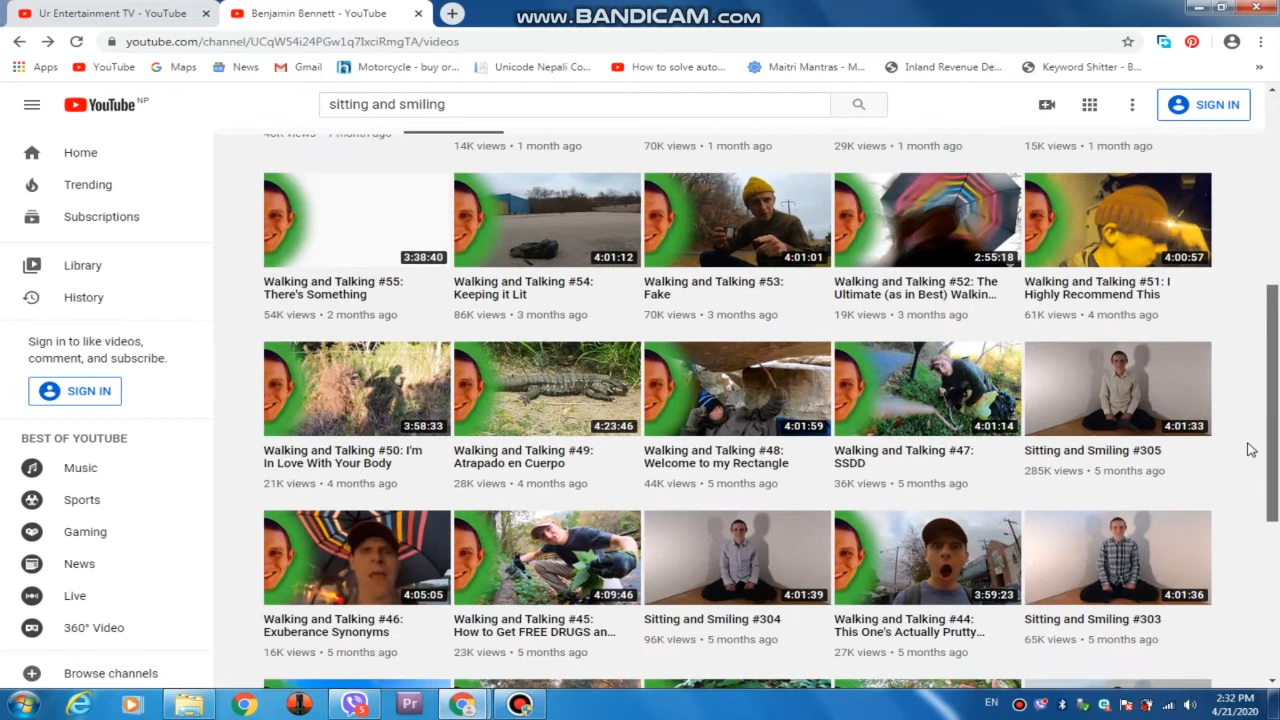 Ur Entertainment TV - YouTube
Benjamin Bennett - YouTube
www.BANDICAM.com
youtube.com/channel/UCqW54i24PGw1q7IxciRmgTA/videos
Apps
YouTube
Maps
News
Gmail
Motorcycle - buy or...
Unicode Nepali Co...
How to solve auto...
Maitri Mantras - M...
Inland Revenue De...
Keyword Shitter - B...
»
YouTube NP
sitting and smiling
SIGN IN
Home
Trending
Subscriptions
Library
History
Sign in to like videos,
comment, and subscribe.
SIGN IN
BEST OF YOUTUBE
Music
Sports
Gaming
News
Live
360° Video
Browse channels
views • 1 month ago
14K views • 1 month ago
70K views • 1 month ago
29K views • 1 month ago
15K views • 1 month ago
3:38:40
4:01:12
4:01:01
2:55:18
4:00:57
Walking and Talking #55:
There's Something
54K views • 2 months ago
Walking and Talking #54:
Keeping it Lit
86K views • 3 months ago
Walking and Talking #53:
Fake
70K views • 3 months ago
Walking and Talking #52: The
Ultimate (as in Best) Walkin...
19K views • 3 months ago
Walking and Talking #51: I
Highly Recommend This
61K views • 4 months ago
3:58:33
4:23:46
4:01:59
4:01:14
4:01:33
Walking and Talking #50: I'm
In Love With Your Body
21K views • 4 months ago
Walking and Talking #49:
Atrapado en Cuerpo
28K views • 4 months ago
Walking and Talking #48:
Welcome to my Rectangle
44K views • 5 months ago
Walking and Talking #47:
SSDD
36K views • 5 months ago
Sitting and Smiling #305
285K views • 5 months ago
4:05:05
4:09:46
4:01:39
3:59:23
4:01:36
Walking and Talking #46:
Exuberance Synonyms
16K views • 5 months ago
Walking and Talking #45:
How to Get FREE DRUGS an...
23K views • 5 months ago
Sitting and Smiling #304
96K views • 5 months ago
Walking and Talking #44:
This One's Actually Prutty...
27K views • 5 months ago
Sitting and Smiling #303
65K views • 5 months ago
Pr
EN
2:32 PM
4/21/2020